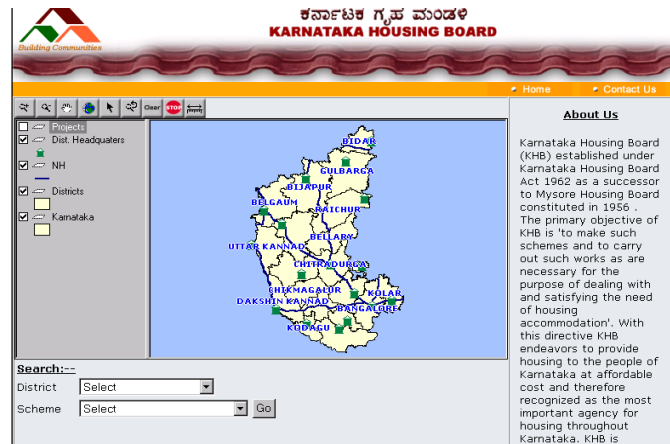 ಕರ್ನಾಟಕ ಗೃಹ ಮಂಡಳಿ
KARNATAKA HOUSING BOARD
Building Communities
Home
Contact Us
Clear
STOP
Projects
Dist. Headquaters
NH
Districts
Karnataka
BIDAR
GULBARGA
BIJAPUR
BELGAUM
RAICHUR
BELLARY
UTTAR KANNAD
CHITRADURGA
CHIKMAGALUR
KOLAR
DAKSHIN KANNAD
BANGALORE
KODAGU
Search:--
District
Select
Scheme
Select
Go
About Us
Karnataka Housing Board
(KHB) established under
Karnataka Housing Board
Act 1962 as a successor
to Mysore Housing Board
constituted in 1956 .
The primary objective of
KHB is 'to make such
schemes and to carry
out such works as are
necessary for the
purpose of dealing with
and satisfying the need
of housing
accommodation'. With
this directive KHB
endeavors to provide
housing to the people of
Karnataka at affordable
cost and therefore
recognized as the most
important agency for
housing throughout
Karnataka. KHB is